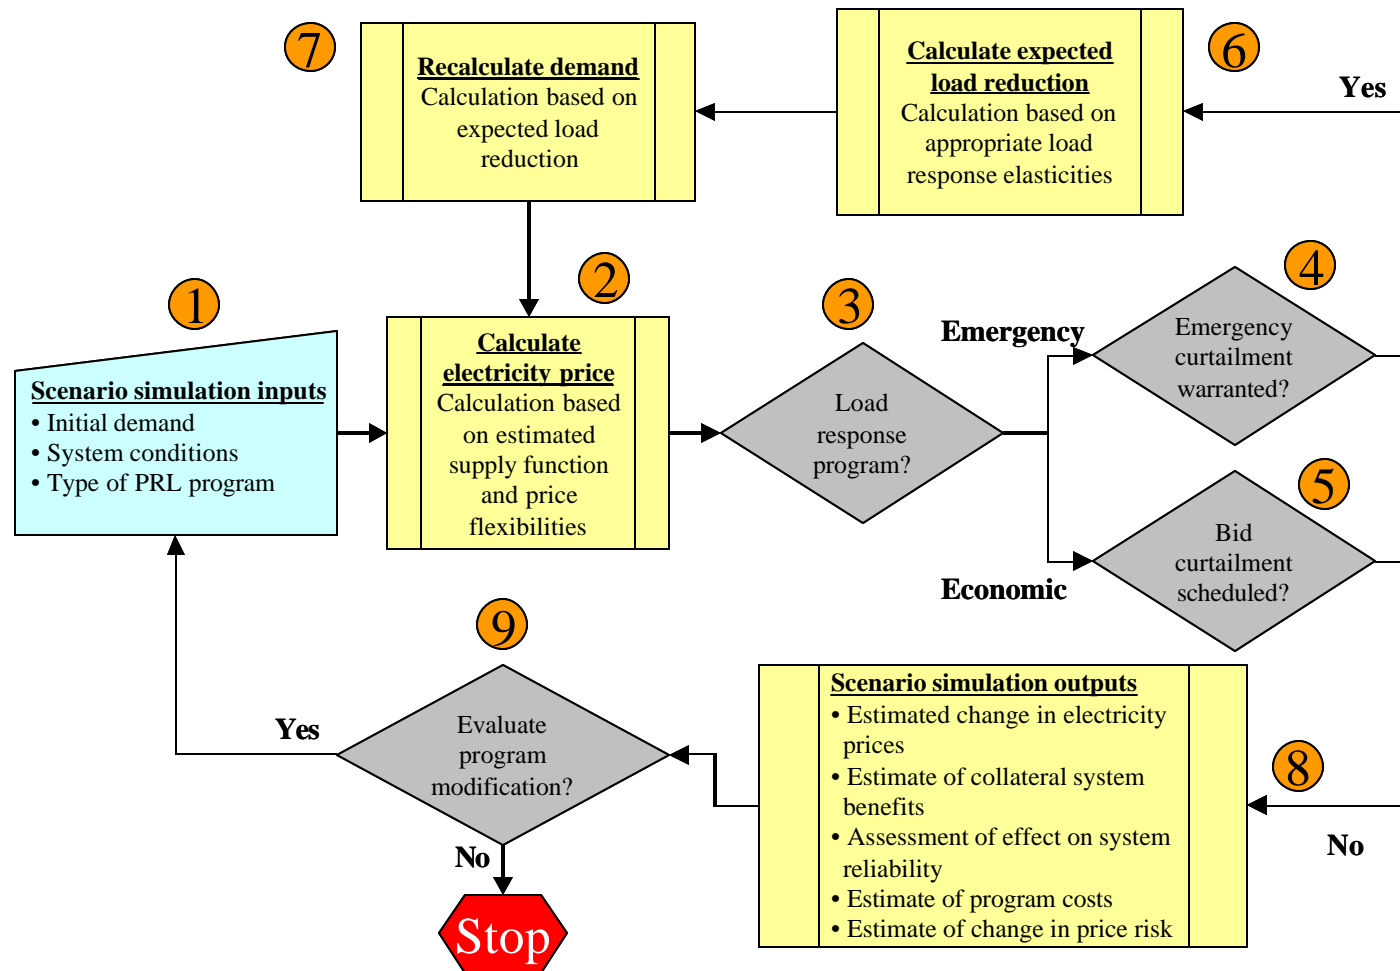 7
Recalculate demand
Calculation based on
expected load
reduction
Calculate expected
load reduction
Calculation based on
appropriate load
response elasticities
6
Yes
1
Scenario simulation inputs
• Initial demand
• System conditions
• Type of PRL program
2
Calculate
electricity price
Calculation based
on estimated
supply function
and price
flexibilities
3
Load
response
program?
Emergency
4
Emergency
curtailment
warranted?
Economic
5
Bid
curtailment
scheduled?
9
Evaluate
program
modification?
Yes
No
Stop
Scenario simulation outputs
• Estimated change in electricity
prices
• Estimate of collateral system
benefits
• Assessment of effect on system
reliability
• Estimate of program costs
• Estimate of change in price risk
8
No